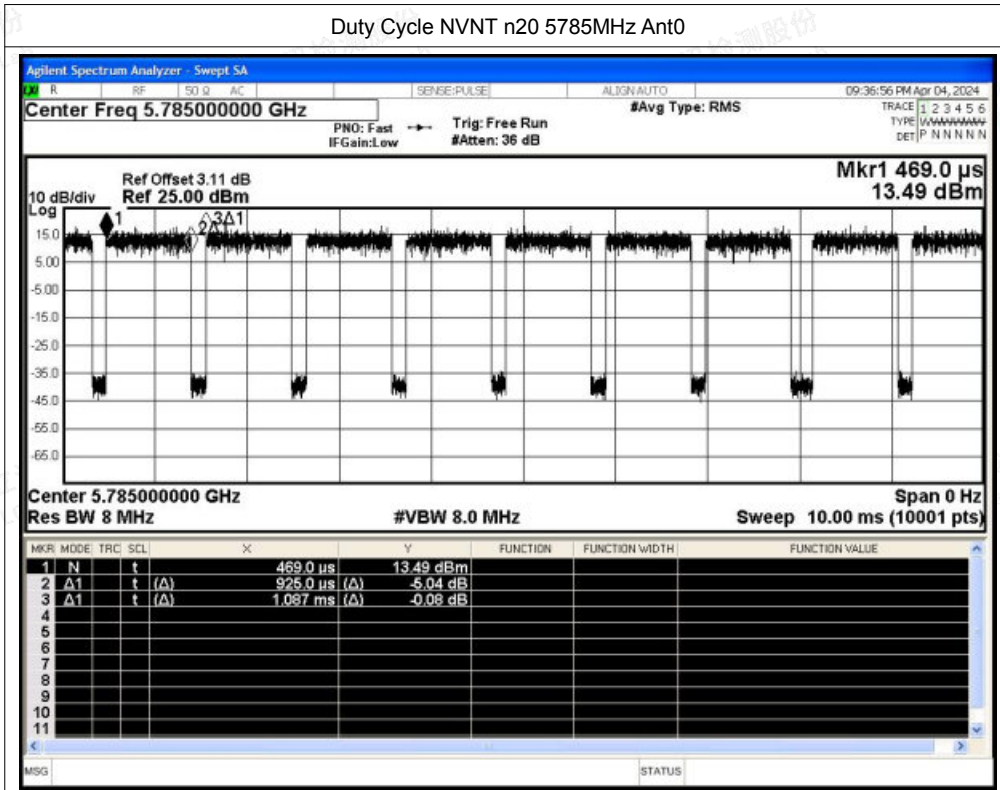 Duty Cycle NVNT n20 5785MHz Ant0
Agilent Spectrum Analyzer - Swept SA
R RF 50 Ω AC SENSE:PULSE ALIGN AUTO 09:36:56 PM Apr 04, 2024
Center Freq 5.785000000 GHz #Avg Type: RMS TRACE 1 2 3 4 5 6
PNO: Fast Trig: Free Run TYPE
IFGain:Low #Atten: 36 dB DET P N N N N N
Mkr1 469.0 µs
Ref Offset 3.11 dB
10 dB/div Ref 25.00 dBm 13.49 dBm
Log
1 2Δ1 3Δ1
15.0
5.00
-5.00
-15.0
-25.0
-35.0
-45.0
-55.0
-65.0
Center 5.785000000 GHz Span 0 Hz
Res BW 8 MHz #VBW 8.0 MHz Sweep 10.00 ms (10001 pts)
MKR MODE TRC SCL X Y FUNCTION FUNCTION WIDTH FUNCTION VALUE
1 N t 469.0 µs 13.49 dBm
2 Δ1 t (Δ) 925.0 µs (Δ) -5.04 dB
3 Δ1 t (Δ) 1.087 ms (Δ) -0.08 dB
4
5
6
7
8
9
10
11
MSG STATUS